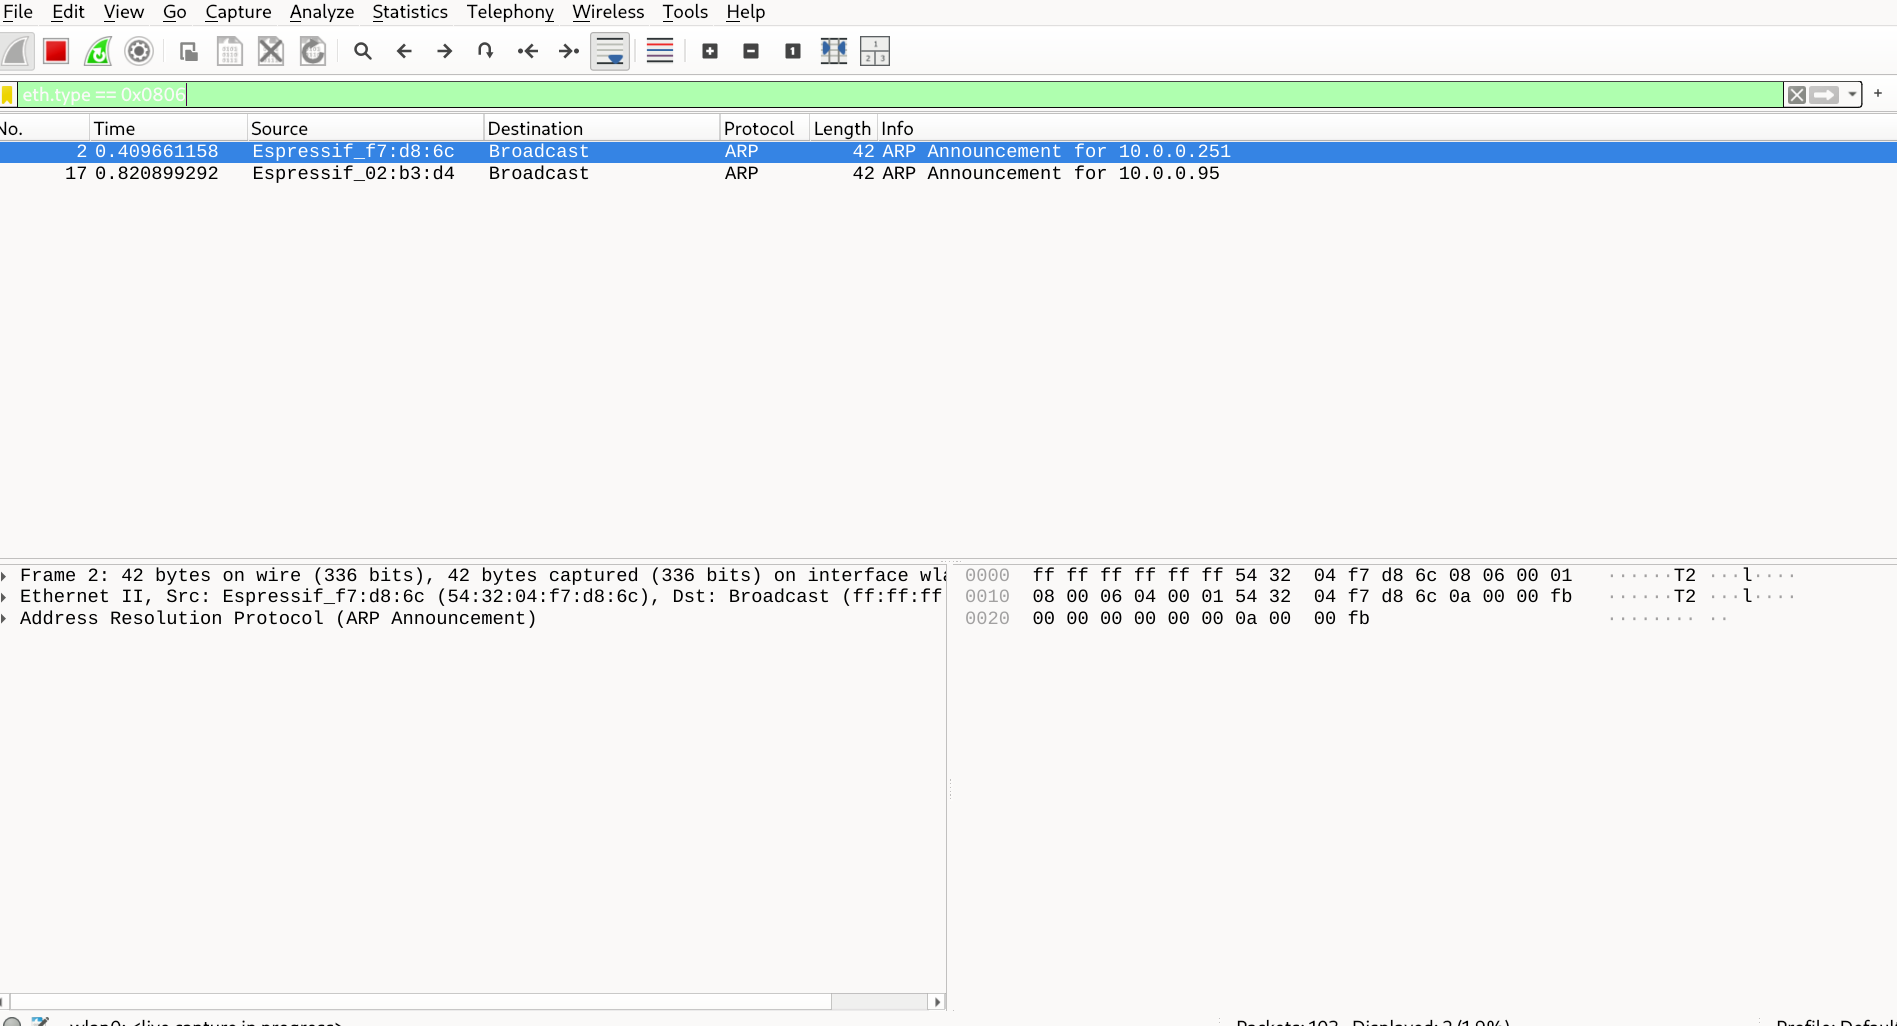 File Edit View Go Capture Analyze Statistics Telephony Wireless Tools Help
eth.type == 0x0806
No. Time Source Destination Protocol Length Info
2 0.409661158 Espressif_f7:d8:6c Broadcast ARP 42 ARP Announcement for 10.0.0.251
17 0.820899292 Espressif_02:b3:d4 Broadcast ARP 42 ARP Announcement for 10.0.0.95
Frame 2: 42 bytes on wire (336 bits), 42 bytes captured (336 bits) on interface wla
Ethernet II, Src: Espressif_f7:d8:6c (54:32:04:f7:d8:6c), Dst: Broadcast (ff:ff:ff
Address Resolution Protocol (ARP Announcement)
0000 ff ff ff ff ff ff 54 32 04 f7 d8 6c 08 06 00 01 ······T2 ···l····
0010 08 00 06 04 00 01 54 32 04 f7 d8 6c 0a 00 00 fb ······T2 ···l····
0020 00 00 00 00 00 00 0a 00 00 fb ········ ··
wlan0: <live capture in progress> Packets: 103 · Displayed: 2 (1.9%) Profile: Default